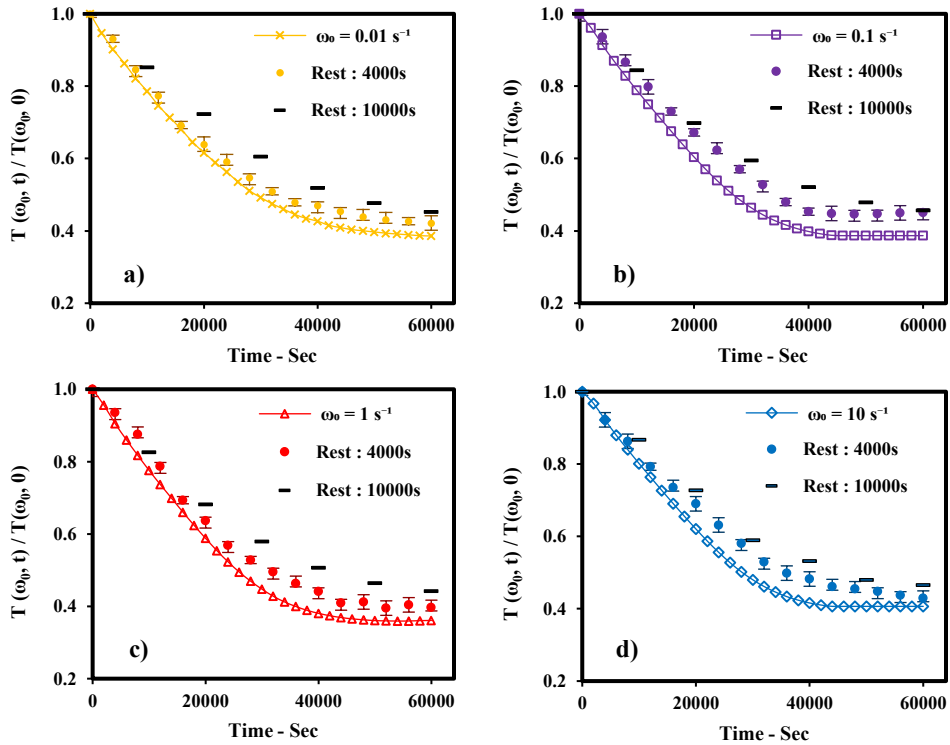 a)
T (ω₀, t) / T(ω₀, 0)
1.0
0.8
0.6
0.4
0.2
0
20000
40000
60000
Time - Sec
ω₀ = 0.01 s⁻¹
Rest : 4000s
Rest : 10000s
b)
T (ω₀, t) / T(ω₀, 0)
1.0
0.8
0.6
0.4
0.2
0
20000
40000
60000
Time - Sec
ω₀ = 0.1 s⁻¹
Rest : 4000s
Rest : 10000s
c)
T (ω₀, t) / T(ω₀, 0)
1.0
0.8
0.6
0.4
0.2
0
20000
40000
60000
Time - Sec
ω₀ = 1 s⁻¹
Rest : 4000s
Rest : 10000s
d)
T (ω₀, t) / T(ω₀, 0)
1.0
0.8
0.6
0.4
0.2
0
20000
40000
60000
Time - Sec
ω₀ = 10 s⁻¹
Rest : 4000s
Rest : 10000s